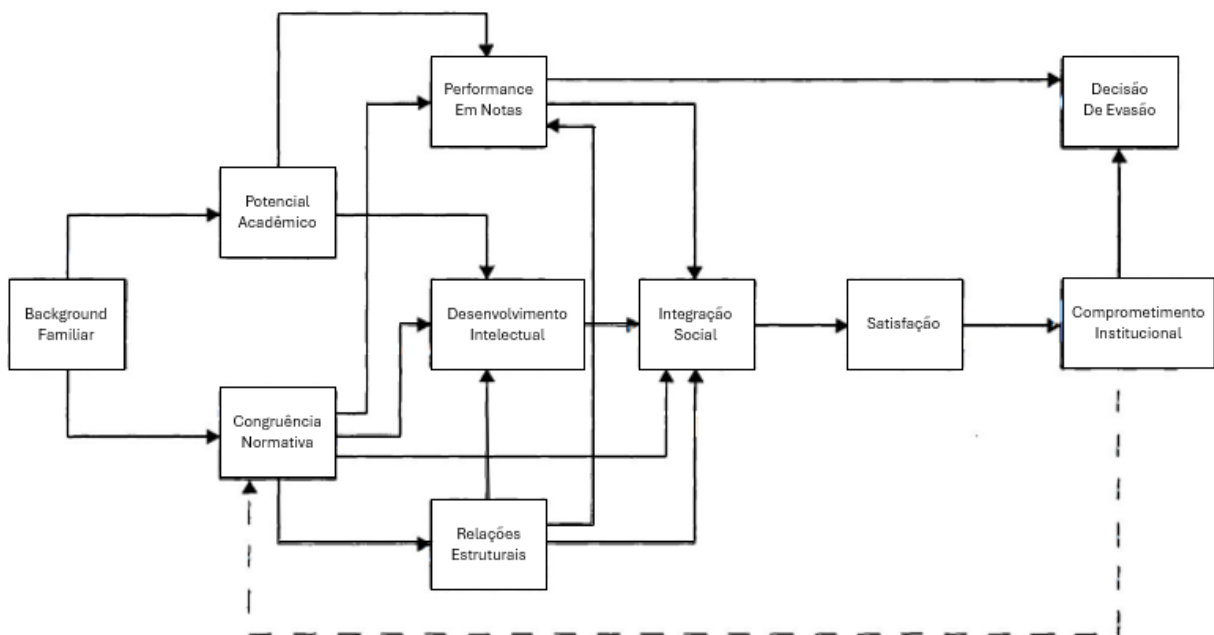 Performance
Em Notas
Decisão
De Evasão
Potencial
Acadêmico
Background
Familiar
Desenvolvimento
Intelectual
Integração
Social
Satisfação
Comprometimento
Institucional
Congruência
Normativa
Relações
Estruturais